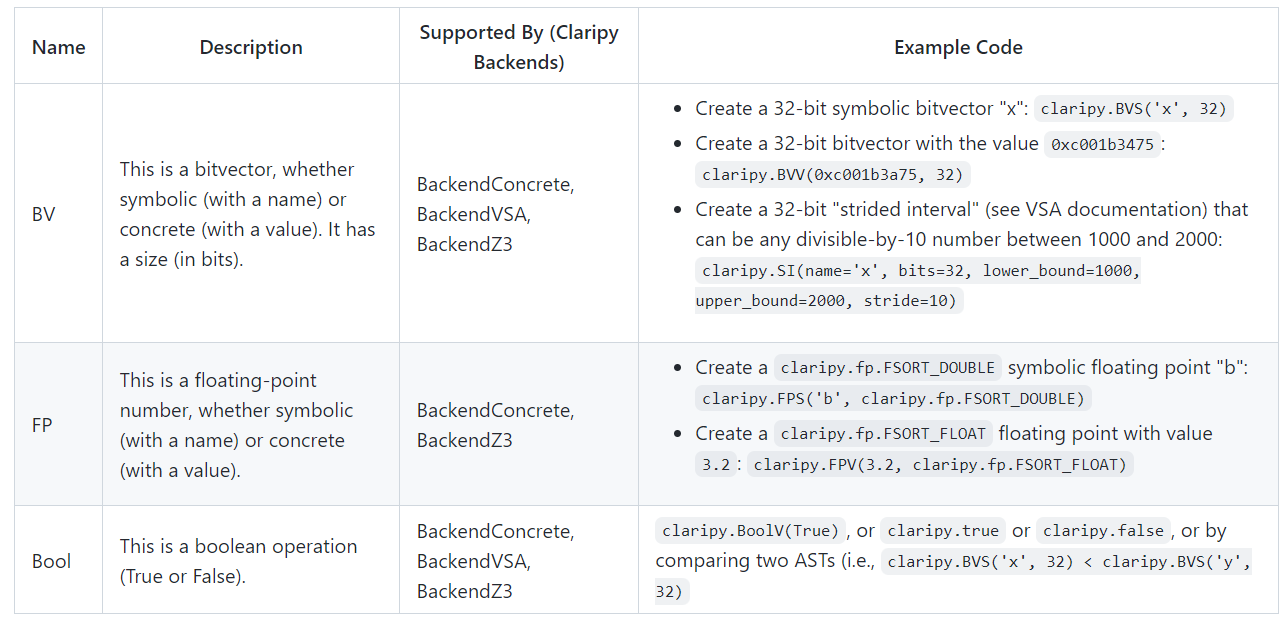 Name
Description
Supported By (Claripy
Backends)
Example Code
BV
This is a bitvector, whether
symbolic (with a name) or
concrete (with a value). It has
a size (in bits).
BackendConcrete,
BackendVSA,
BackendZ3
• Create a 32-bit symbolic bitvector "x": claripy.BVS('x', 32)
• Create a 32-bit bitvector with the value 0xc001b3475:
claripy.BVV(0xc001b3a75, 32)
• Create a 32-bit "strided interval" (see VSA documentation) that
can be any divisible-by-10 number between 1000 and 2000:
claripy.SI(name='x', bits=32, lower_bound=1000,
upper_bound=2000, stride=10)
FP
This is a floating-point
number, whether symbolic
(with a name) or concrete
(with a value).
BackendConcrete,
BackendZ3
• Create a claripy.fp.FSORT_DOUBLE symbolic floating point "b":
claripy.FPS('b', claripy.fp.FSORT_DOUBLE)
• Create a claripy.fp.FSORT_FLOAT floating point with value
3.2: claripy.FPV(3.2, claripy.fp.FSORT_FLOAT)
Bool
This is a boolean operation
(True or False).
BackendConcrete,
BackendVSA,
BackendZ3
claripy.BoolV(True), or claripy.true or claripy.false, or by
comparing two ASTs (i.e., claripy.BVS('x', 32) < claripy.BVS('y',
32)